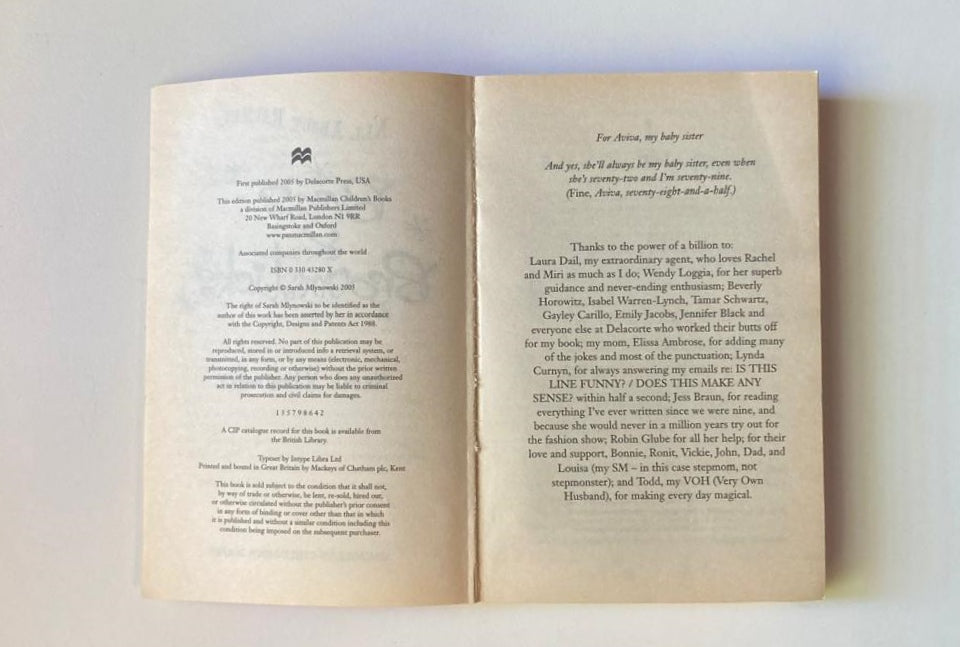 First published 2005 by Delacorte Press, USA
This edition published 2005 by Macmillan Children's Books
a division of Macmillan Publishers Limited
20 New Wharf Road, London N1 9RR
Basingstoke and Oxford
www.panmacmillan.com
Associated companies throughout the world
ISBN 0 330 43280 X
Copyright © Sarah Mlynowski 2005
The right of Sarah Mlynowski to be identified as the
author of this work has been asserted by her in accordance
with the Copyright, Designs and Patents Act 1988.
All rights reserved. No part of this publication may be
reproduced, stored in or introduced into a retrieval system, or
transmitted, in any form, or by any means (electronic, mechanical,
photocopying, recording or otherwise) without the prior written
permission of the publisher. Any person who does any unauthorized
act in relation to this publication may be liable to criminal
prosecution and civil claims for damages.
1 3 5 7 9 8 6 4 2
A CIP catalogue record for this book is available from
the British Library.
Typeset by Intype Libra Ltd
Printed and bound in Great Britain by Mackays of Chatham plc, Kent
This book is sold subject to the condition that it shall not,
by way of trade or otherwise, be lent, re-sold, hired out,
or otherwise circulated without the publisher's prior consent
in any form of binding or cover other than that in which
it is published and without a similar condition including this
condition being imposed on the subsequent purchaser.
For Aviva, my baby sister
And yes, she'll always be my baby sister, even when
she's seventy-two and I'm seventy-nine.
(Fine, Aviva, seventy-eight-and-a-half.)
Thanks to the power of a billion to:
Laura Dail, my extraordinary agent, who loves Rachel
and Miri as much as I do; Wendy Loggia, for her superb
guidance and never-ending enthusiasm; Beverly
Horowitz, Isabel Warren-Lynch, Tamar Schwartz,
Gayley Carillo, Emily Jacobs, Jennifer Black and
everyone else at Delacorte who worked their butts off
for my book; my mom, Elissa Ambrose, for adding many
of the jokes and most of the punctuation; Lynda
Curnyn, for always answering my emails re: IS THIS
LINE FUNNY? / DOES THIS MAKE ANY
SENSE? within half a second; Jess Braun, for reading
everything I've ever written since we were nine, and
because she would never in a million years try out for
the fashion show; Robin Glube for all her help; for their
love and support, Bonnie, Ronit, Vickie, John, Dad, and
Louisa (my SM – in this case stepmom, not
stepmonster); and Todd, my VOH (Very Own
Husband), for making every day magical.